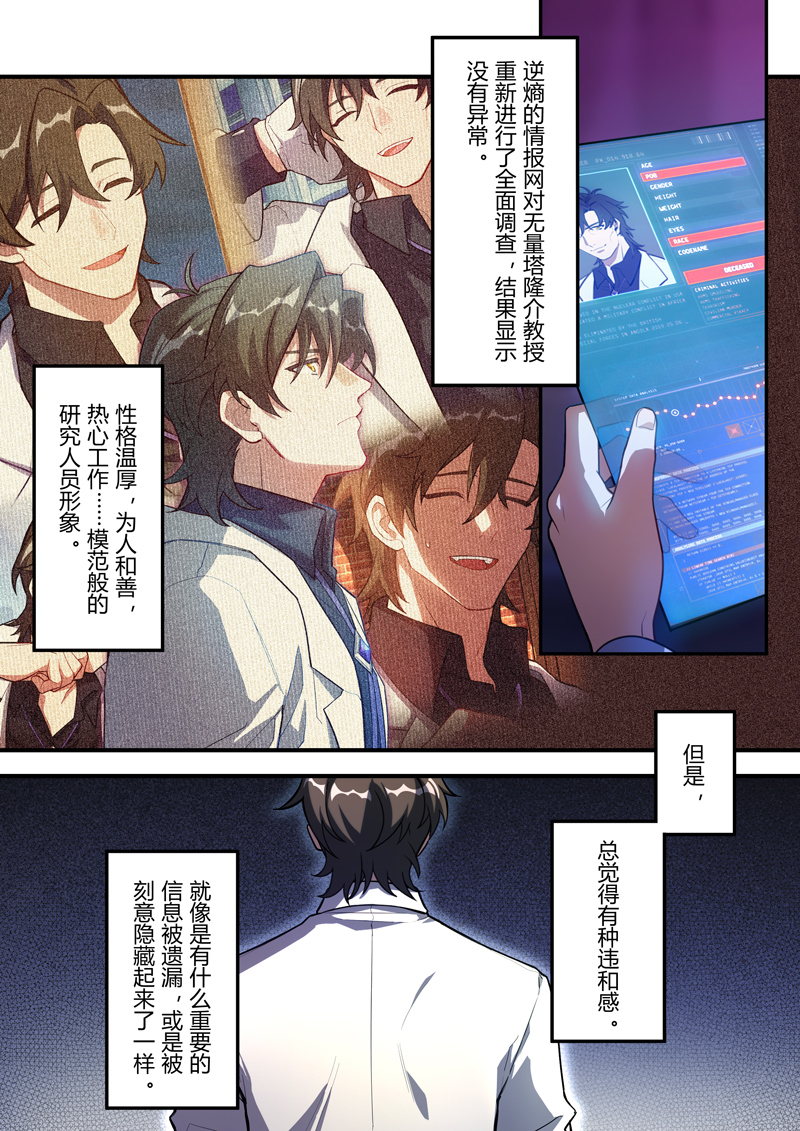 逆熵的情报网对无量塔隆介教授
重新进行了全面调查，结果显示
没有异常。
AGE
POB
GENDER
HEIGHT
WEIGHT
HAIR
EYES
RACE
CODENAME
DECEASED
CRIMINAL ACTIVITIES
性格温厚，为人和善，
热心工作……模范般的
研究人员形象。
但是，
总觉得有种违和感。
就像是有什么重要的
信息被遗漏，或是被
刻意隐藏起来了一样。